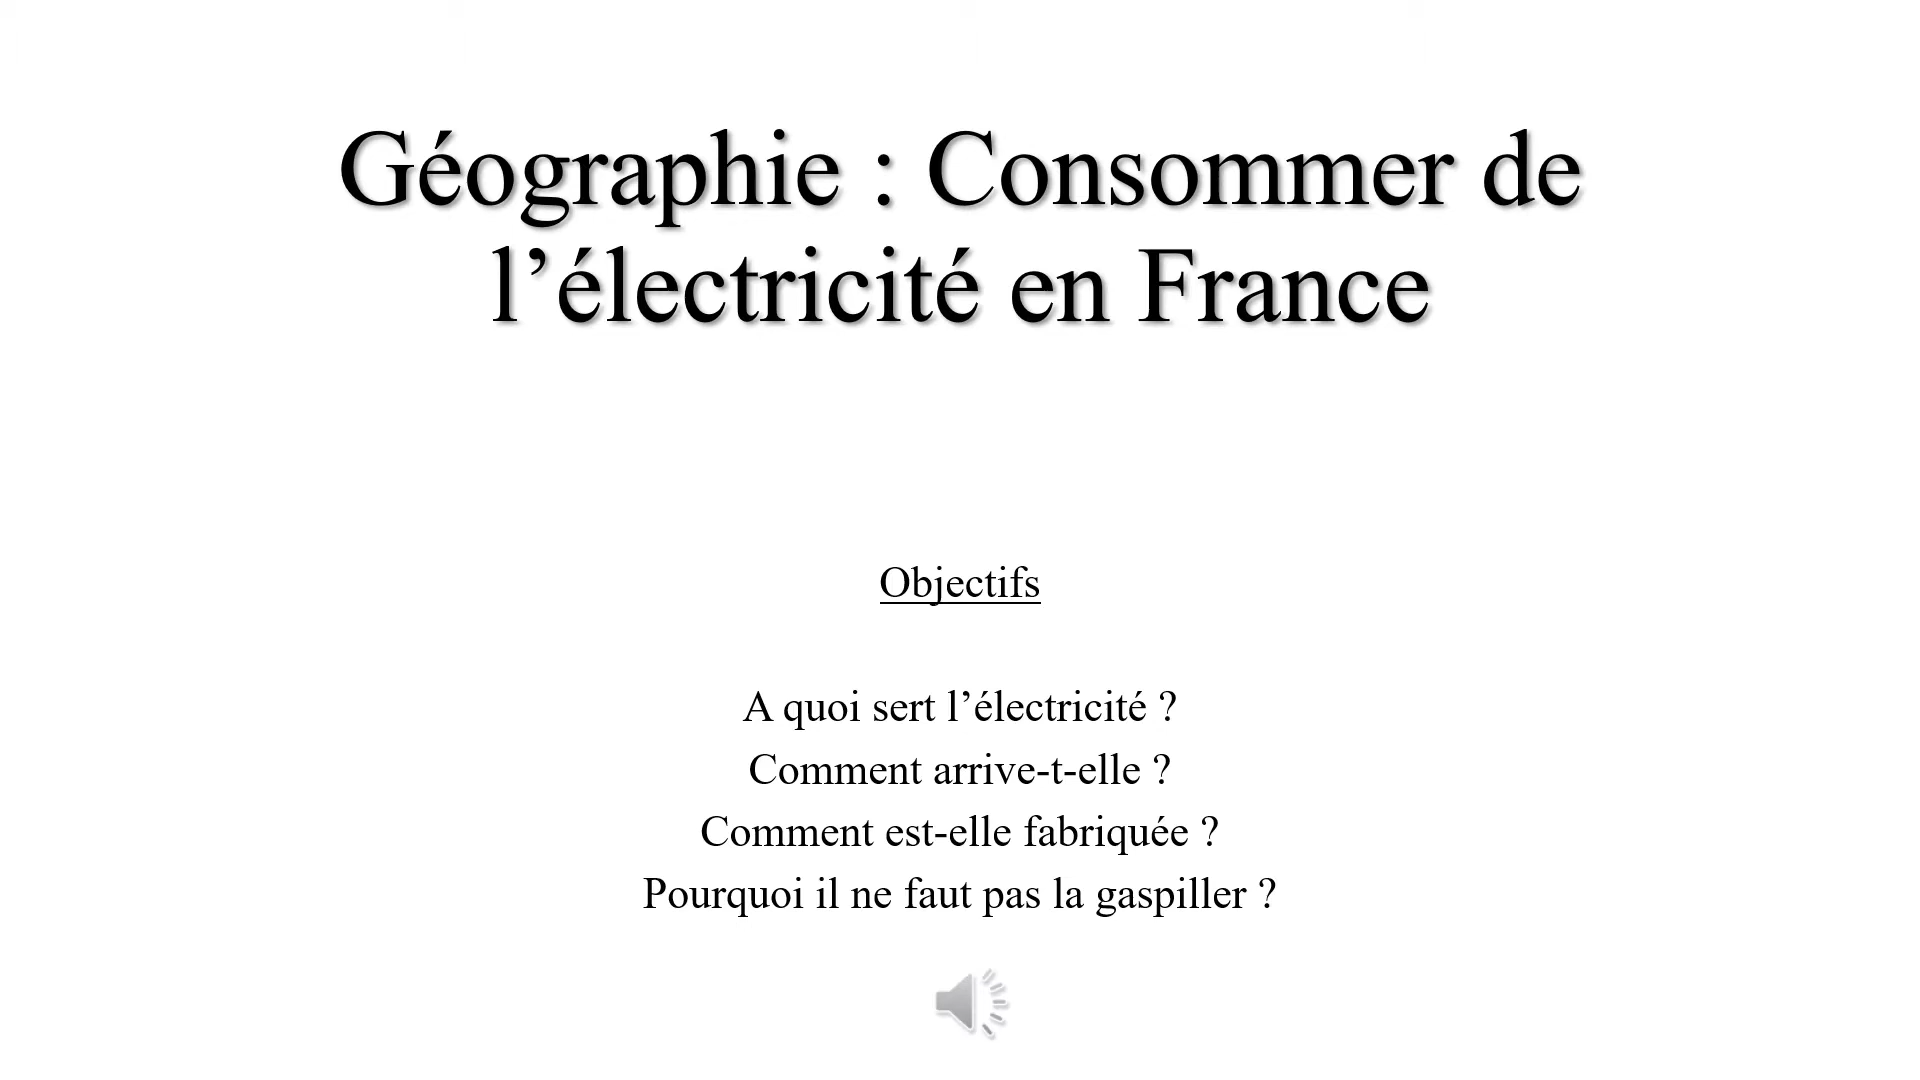 Géographie : Consommer de
l’électricité en France
Objectifs
A quoi sert l’électricité ?
Comment arrive-t-elle ?
Comment est-elle fabriquée ?
Pourquoi il ne faut pas la gaspiller ?